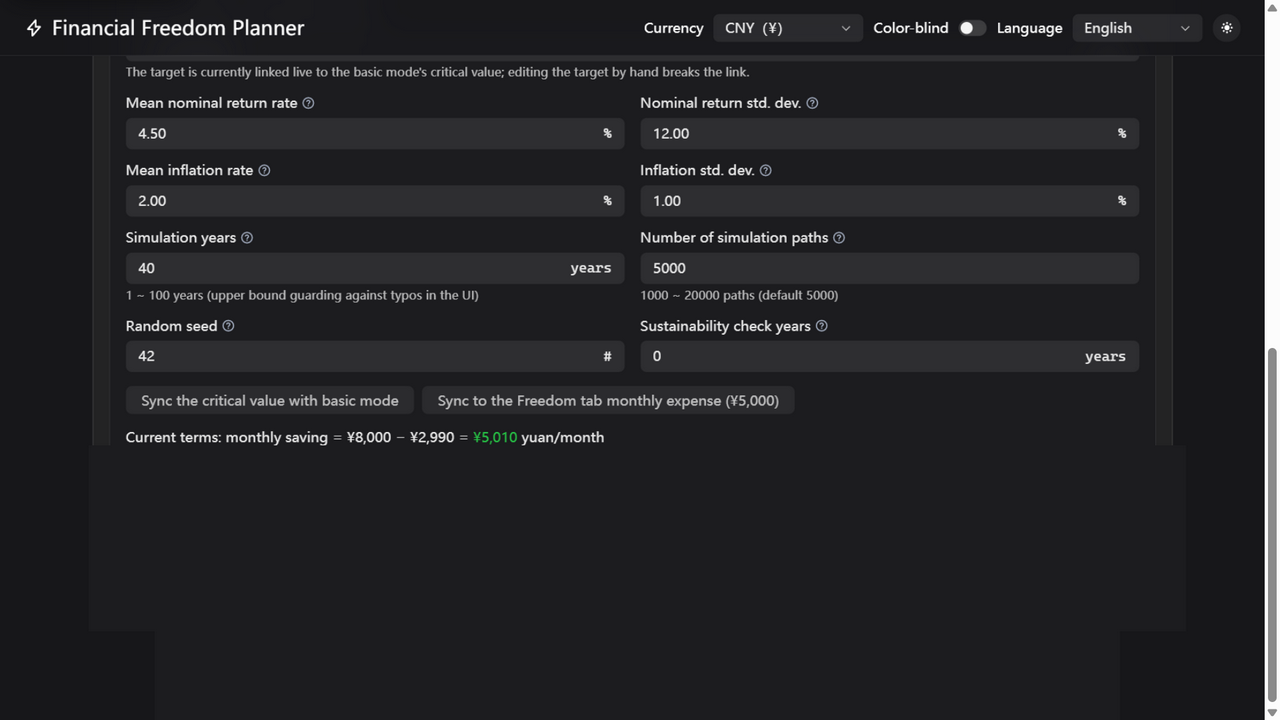 Financial Freedom Planner
Currency CNY (¥) Color-blind Language English
The target is currently linked live to the basic mode's critical value; editing the target by hand breaks the link.
Mean nominal return rate Nominal return std. dev.
4.50 % 12.00 %
Mean inflation rate Inflation std. dev.
2.00 % 1.00 %
Simulation years Number of simulation paths
40 years 5000
1 ~ 100 years (upper bound guarding against typos in the UI) 1000 ~ 20000 paths (default 5000)
Random seed Sustainability check years
42 # 0 years
Sync the critical value with basic mode Sync to the Freedom tab monthly expense (¥5,000)
Current terms: monthly saving = ¥8,000 − ¥2,990 = ¥5,010 yuan/month